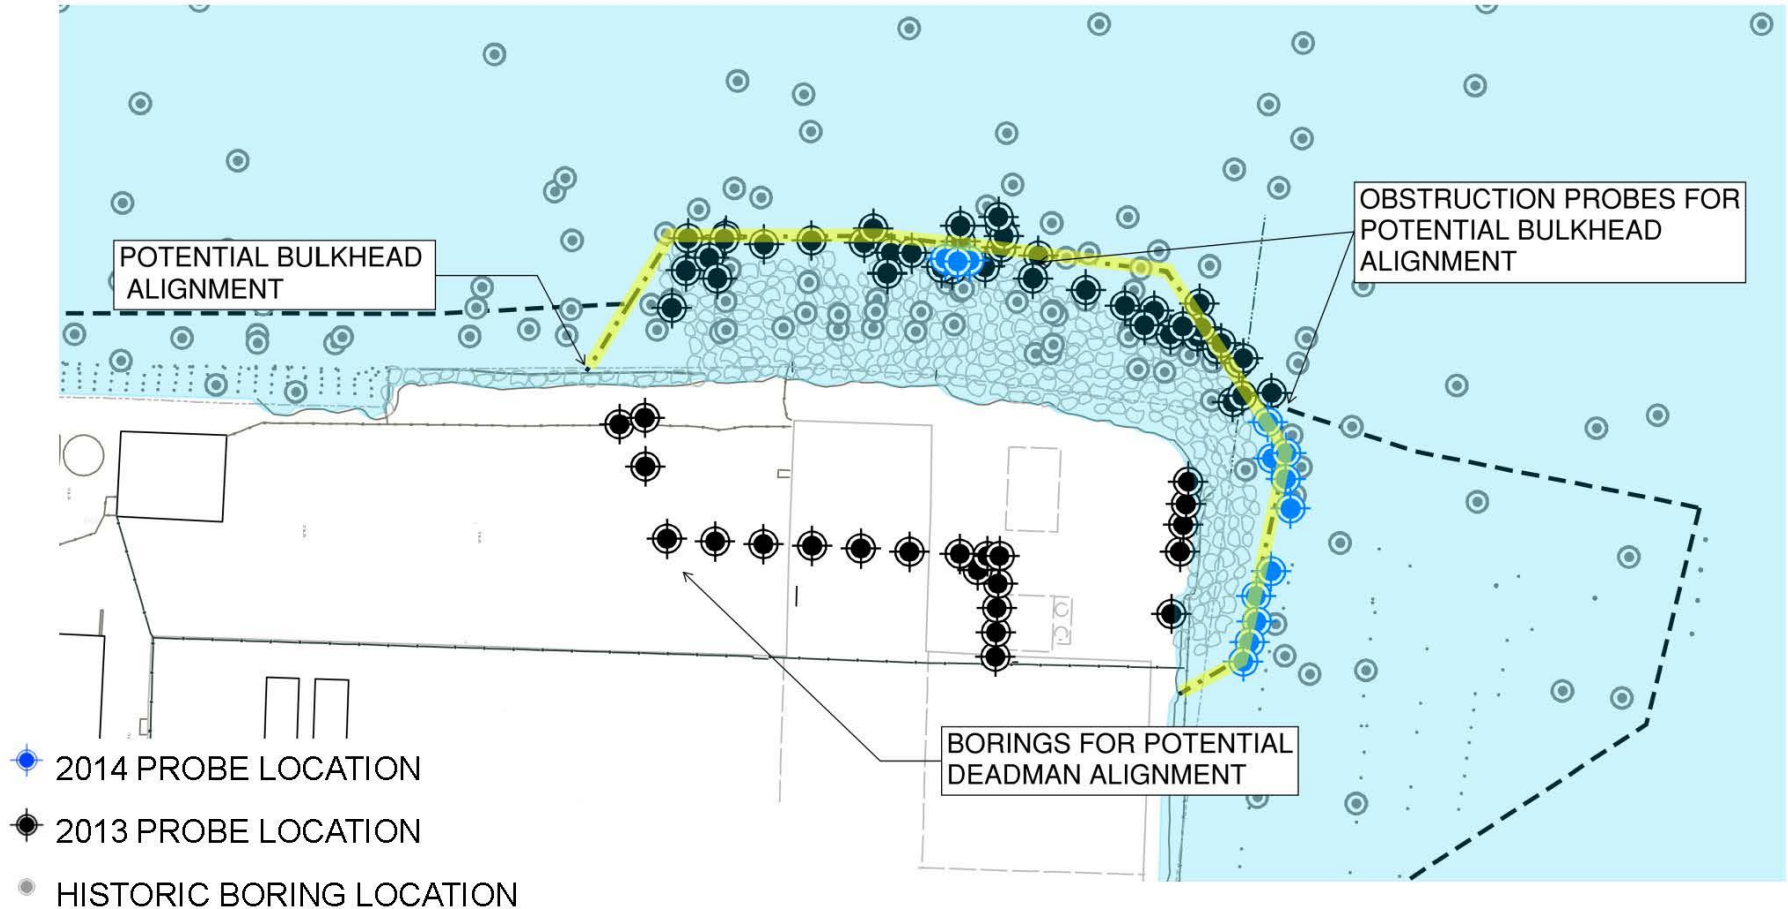 OBSTRUCTION PROBES FOR
POTENTIAL BULKHEAD
ALIGNMENT
POTENTIAL BULKHEAD
ALIGNMENT
BORINGS FOR POTENTIAL
DEADMAN ALIGNMENT
2014 PROBE LOCATION
2013 PROBE LOCATION
HISTORIC BORING LOCATION